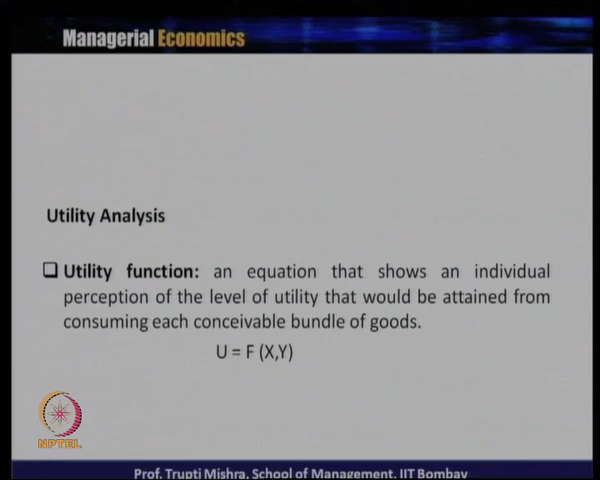 Managerial Economics
Utility Analysis
❑ Utility function: an equation that shows an individual
perception of the level of utility that would be attained from
consuming each conceivable bundle of goods.
U = F (X,Y)
NPTEL
Prof. Trupti Mishra, School of Management, IIT Bombay